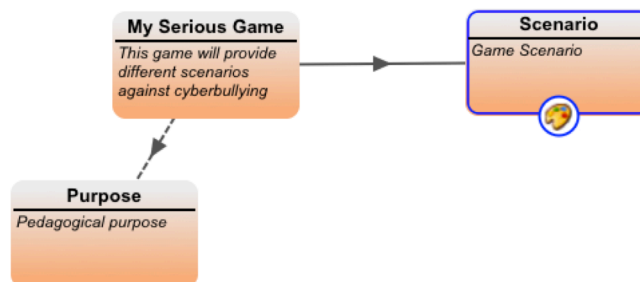 My Serious Game
This game will provide
different scenarios
against cyberbullying
Scenario
Game Scenario
Purpose
Pedagogical purpose